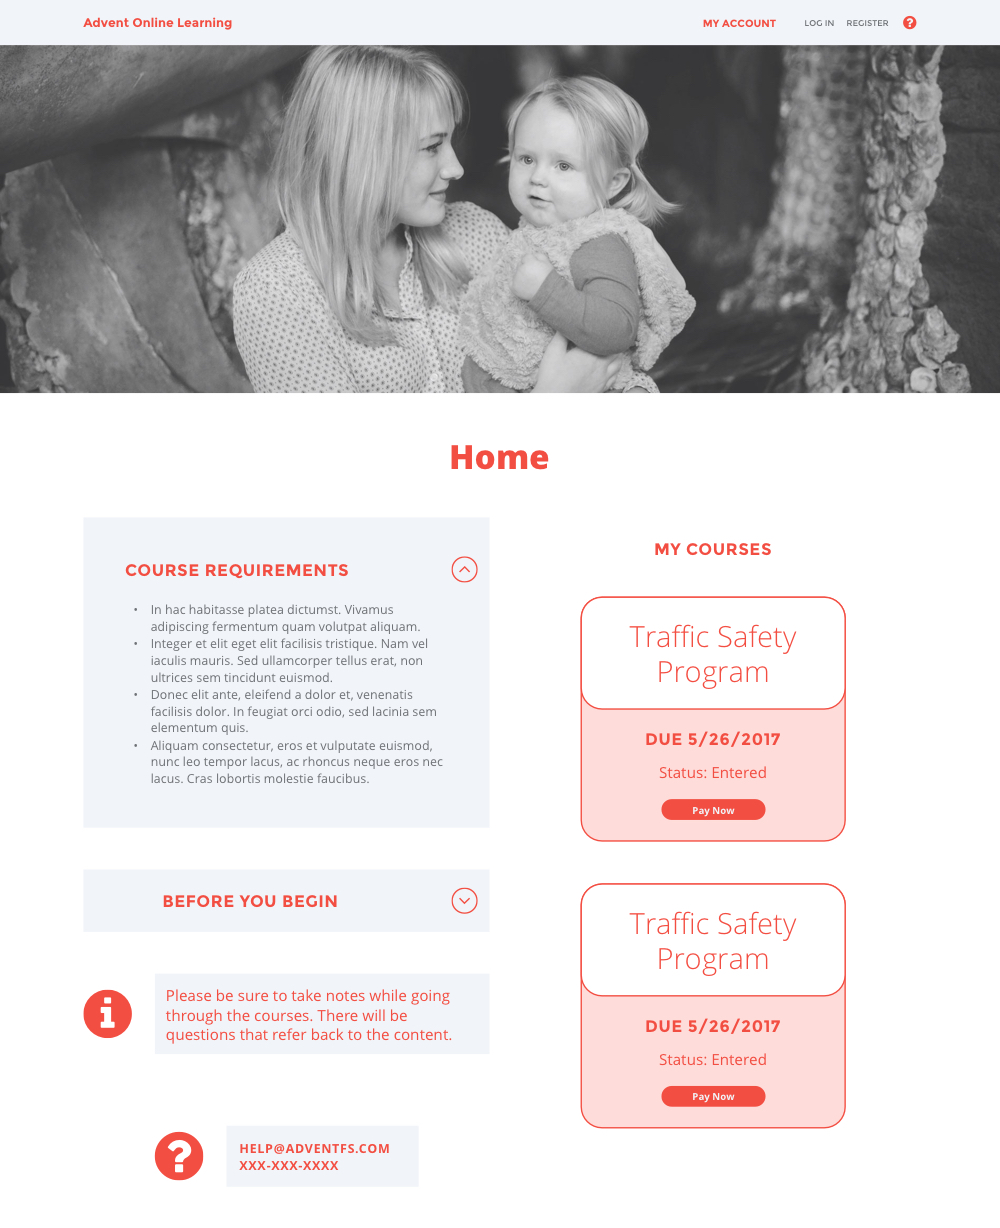 Advent Online Learning
MY ACCOUNT LOG IN REGISTER ?
Home
COURSE REQUIREMENTS
• In hac habitasse platea dictumst. Vivamus
adipiscing fermentum quam volutpat aliquam.
• Integer et elit eget elit facilisis tristique. Nam vel
iaculis mauris. Sed ullamcorper tellus erat, non
ultrices sem tincidunt euismod.
• Donec elit ante, eleifend a dolor et, venenatis
facilisis dolor. In feugiat orci odio, sed lacinia sem
elementum quis.
• Aliquam consectetur, eros et vulputate euismod,
nunc leo tempor lacus, ac rhoncus neque eros nec
lacus. Cras lobortis molestie faucibus.
BEFORE YOU BEGIN
i
Please be sure to take notes while going
through the courses. There will be
questions that refer back to the content.
?
HELP@ADVENTFS.COM
XXX-XXX-XXXX
MY COURSES
Traffic Safety
Program
DUE 5/26/2017
Status: Entered
Pay Now
Traffic Safety
Program
DUE 5/26/2017
Status: Entered
Pay Now